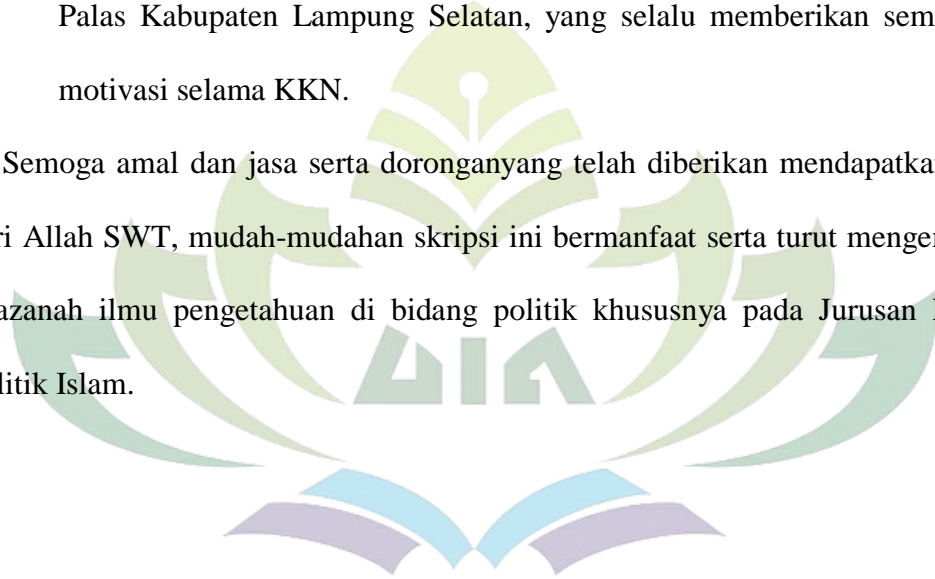 Palas Kabupaten Lampung Selatan, yang selalu memberikan sem
motivasi selama KKN.
Semoga amal dan jasa serta doronganyang telah diberikan mendapatka
ri Allah SWT, mudah-mudahan skripsi ini bermanfaat serta turut menge
azanah ilmu pengetahuan di bidang politik khususnya pada Jurusan
litik Islam.
UIN